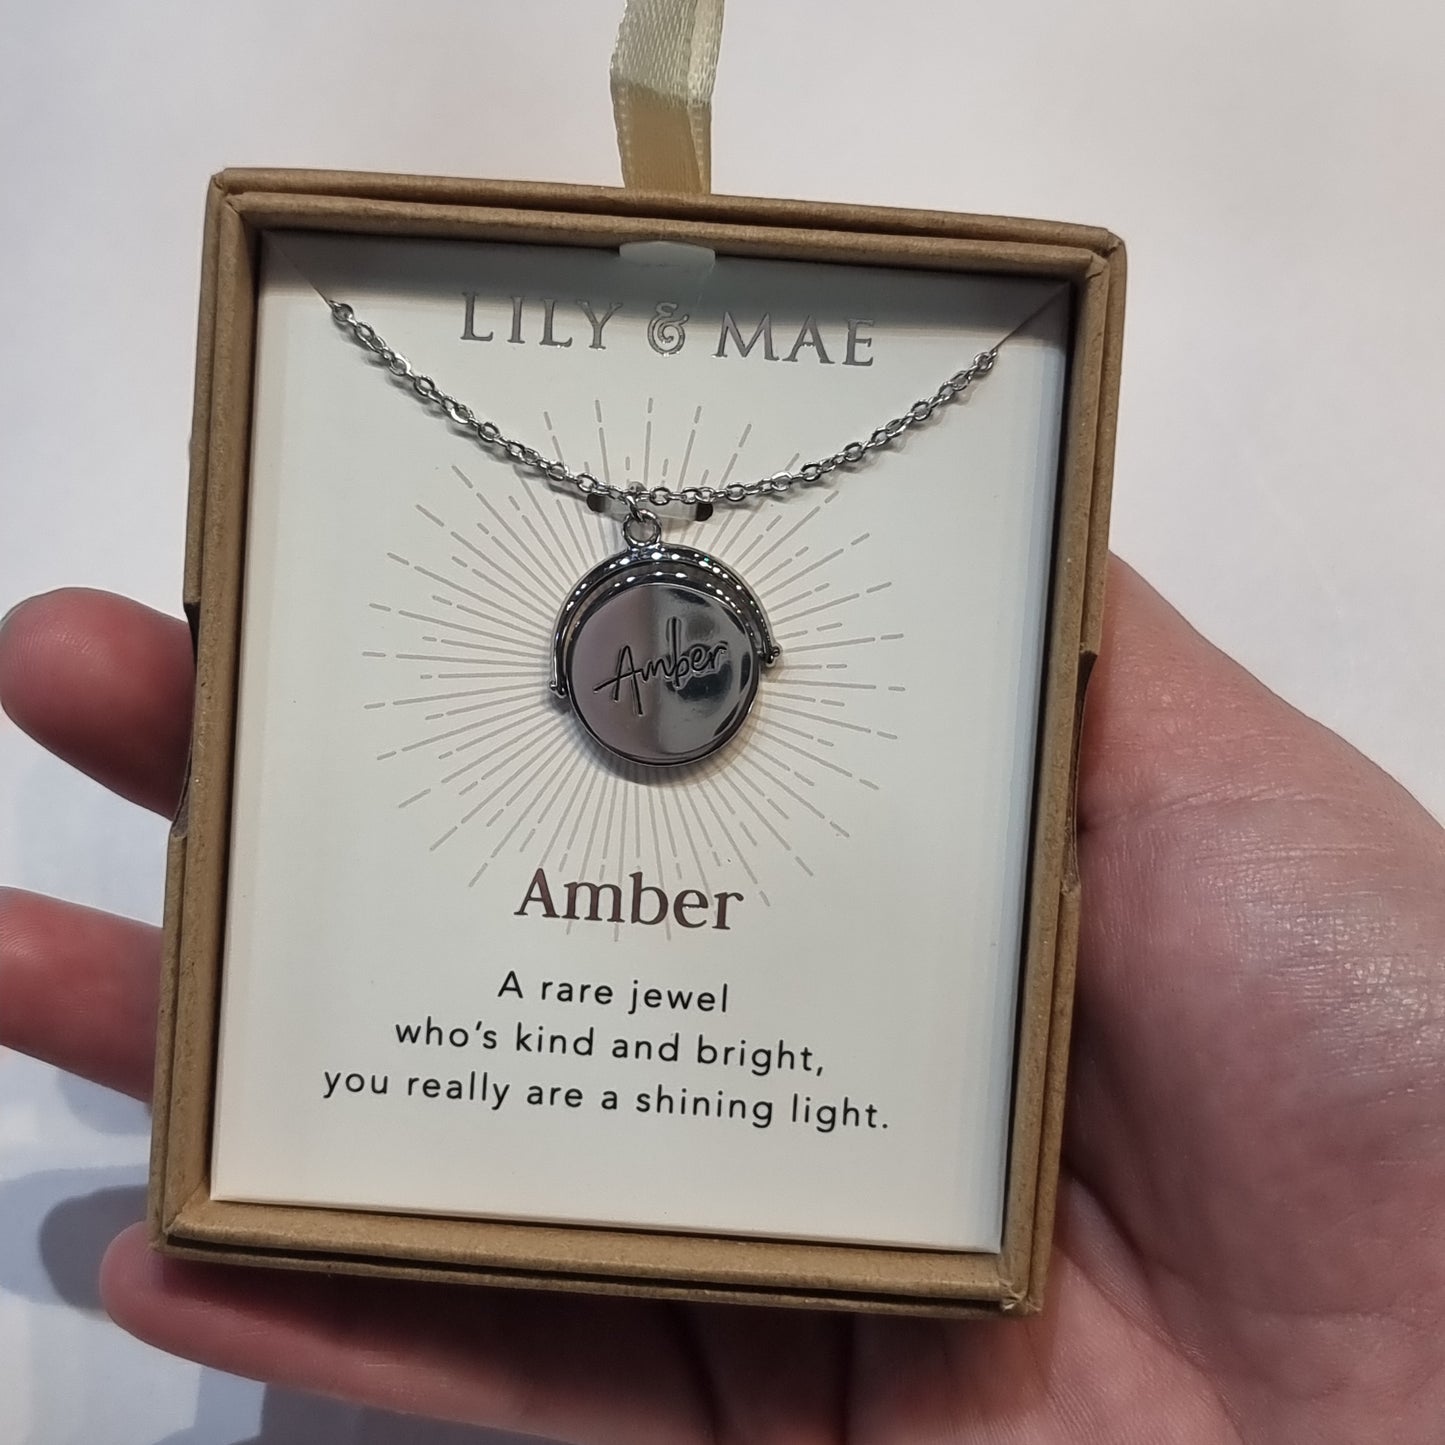 LILY & MAE
Amber
Amber
A rare jewel
who's kind and bright,
you really are a shining light.